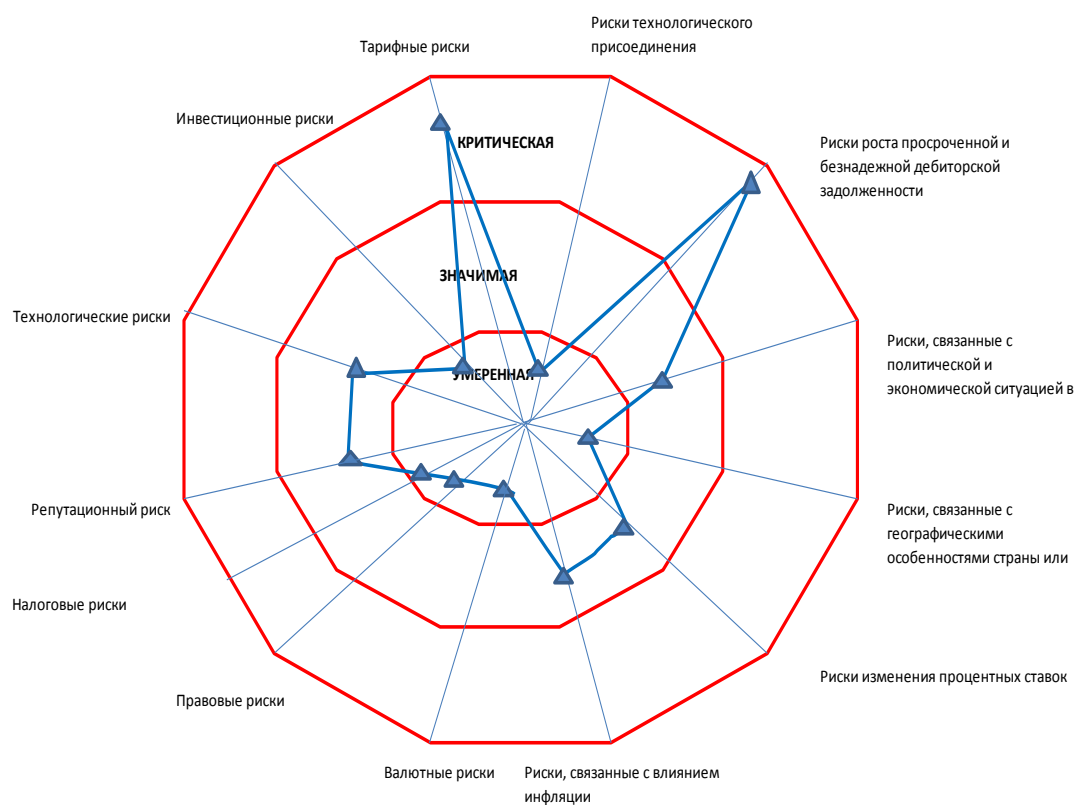 Риски технологического
присоединения
Тарифные риски
Инвестиционные риски
КРИТИЧЕСКАЯ
Риски роста просроченной и
безнадежной дебиторской
задолженности
ЗНАЧИМАЯ
Технологические риски
Риски, связанные с
политической и
экономической ситуацией в
УМЕРЕННАЯ
Репутационный риск
Риски, связанные с
географическими
особенностями страны или
Налоговые риски
Риски изменения процентных ставок
Правовые риски
Валютные риски
Риски, связанные с влиянием
инфляции